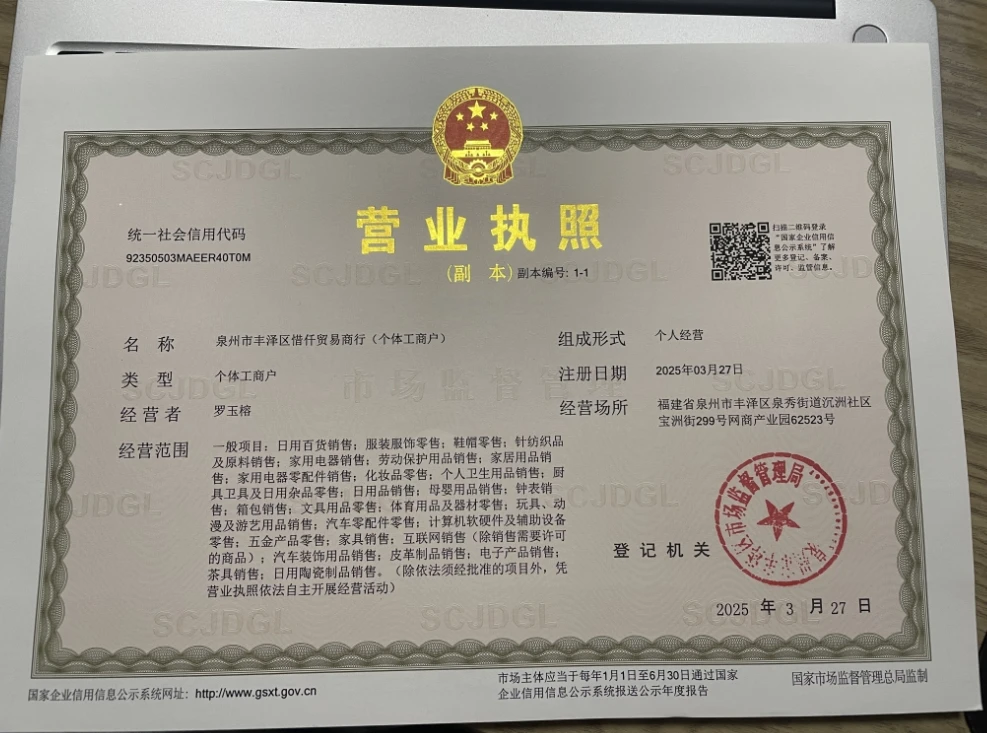 营业执照
(副 本) 副本编号: 1-1
统一社会信用代码
92350503MAEER40T0M
扫描二维码登录
“国家企业信用信
息公示系统”了解
更多登记、备案、
许可、监管信息。
名 称 泉州市丰泽区惜仟贸易商行（个体工商户）
类 型 个体工商户
经营者 罗玉榕
经营范围 一般项目：日用百货销售；服装服饰零售；鞋帽零售；针纺织品
及原料销售；家用电器销售；劳动保护用品销售；家居用品销
售；家用电器零配件销售；化妆品零售；个人卫生用品销售；厨
具卫具及日用杂品零售；日用品销售；母婴用品销售；钟表销
售；箱包销售；文具用品零售；体育用品及器材零售；玩具、动
漫及游艺用品销售；汽车零配件零售；计算机软硬件及辅助设备
零售；五金产品零售；家具销售；互联网销售（除销售需要许可
的商品）；汽车装饰用品销售；皮革制品销售；电子产品销售；
茶具销售；日用陶瓷制品销售。（除依法须经批准的项目外，凭
营业执照依法自主开展经营活动）
组成形式 个人经营
注册日期 2025年03月27日
经营场所 福建省泉州市丰泽区泉秀街道沉洲社区
宝洲街299号网商产业园62523号
登记机关
泉州市丰泽区市场监督管理局
2025 年 3 月 27 日
SCJDGL
市场监督管理
国家企业信用信息公示系统网址：http://www.gsxt.gov.cn
市场主体应当于每年1月1日至6月30日通过国家
企业信用信息公示系统报送公示年度报告
国家市场监督管理总局监制